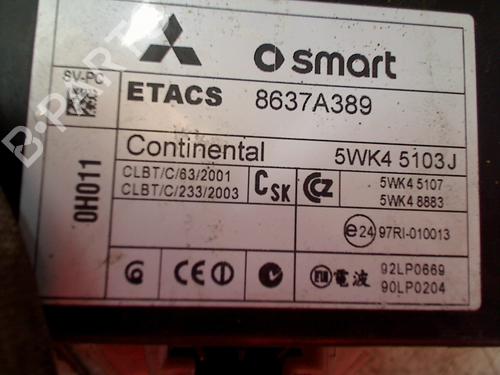 smart
SV-PC
ETACS 8637A389
Continental 5WK4 5103J
CLBT/C/63/2001
CLBT/C/233/2003
CSK
CCZ
5WK4 5107
5WK4 8883
0H011
e24 97RI-010013
CE
電波
92LP0669
90LP0204
B-PARTS